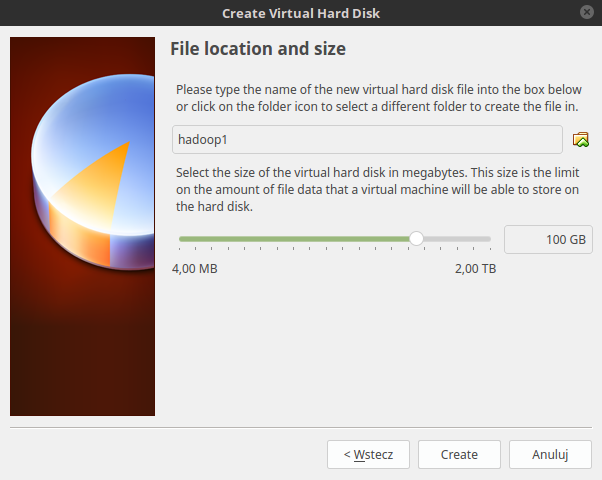 Create Virtual Hard Disk
File location and size
Please type the name of the new virtual hard disk file into the box below
or click on the folder icon to select a different folder to create the file in.
hadoop1
Select the size of the virtual hard disk in megabytes. This size is the limit
on the amount of file data that a virtual machine will be able to store on
the hard disk.
100 GB
4,00 MB
2,00 TB
< Wstecz
Create
Anuluj